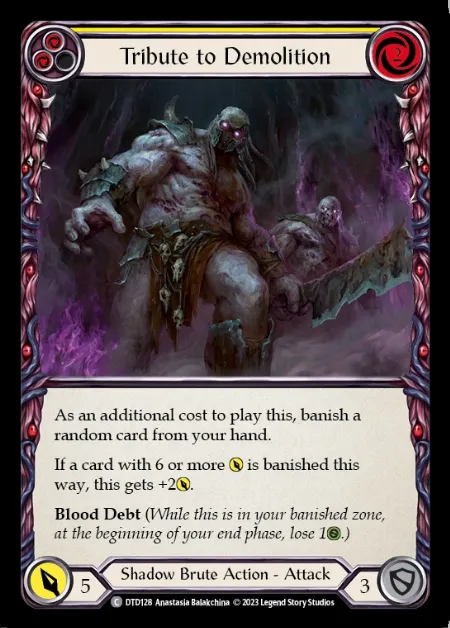 Tribute to Demolition
2
As an additional cost to play this, banish a
random card from your hand.
If a card with 6 or more is banished this
way, this gets +2.
Blood Debt (While this is in your banished zone,
at the beginning of your end phase, lose 1.)
5
Shadow Brute Action - Attack
3
C DTD128 Anastasia Balakchina © 2023 Legend Story Studios